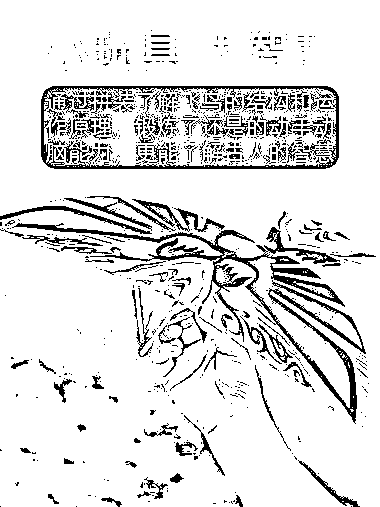 小玩具 大智
通过拼装了解飞鸟的结构和运
作原理，锻炼了还是的动手动
脑能力，更能了解古人的智慧